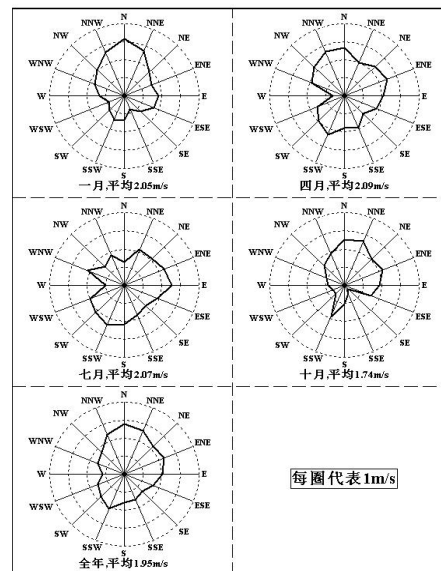 N
NNW NNE
NW NE
WNW ENE
W E
WSW ESE
SW SE
SSW SSE
S
一月,平均2.05m/s
N
NNW NNE
NW NE
WNW ENE
W E
WSW ESE
SW SE
SSW SSE
S
四月,平均2.09m/s
N
NNW NNE
NW NE
WNW ENE
W E
WSW ESE
SW SE
SSW SSE
S
七月,平均2.07m/s
N
NNW NNE
NW NE
WNW ENE
W E
WSW ESE
SW SE
SSW SSE
S
十月,平均1.74m/s
N
NNW NNE
NW NE
WNW ENE
W E
WSW ESE
SW SE
SSW SSE
S
全年,平均1.95m/s
每圈代表1m/s